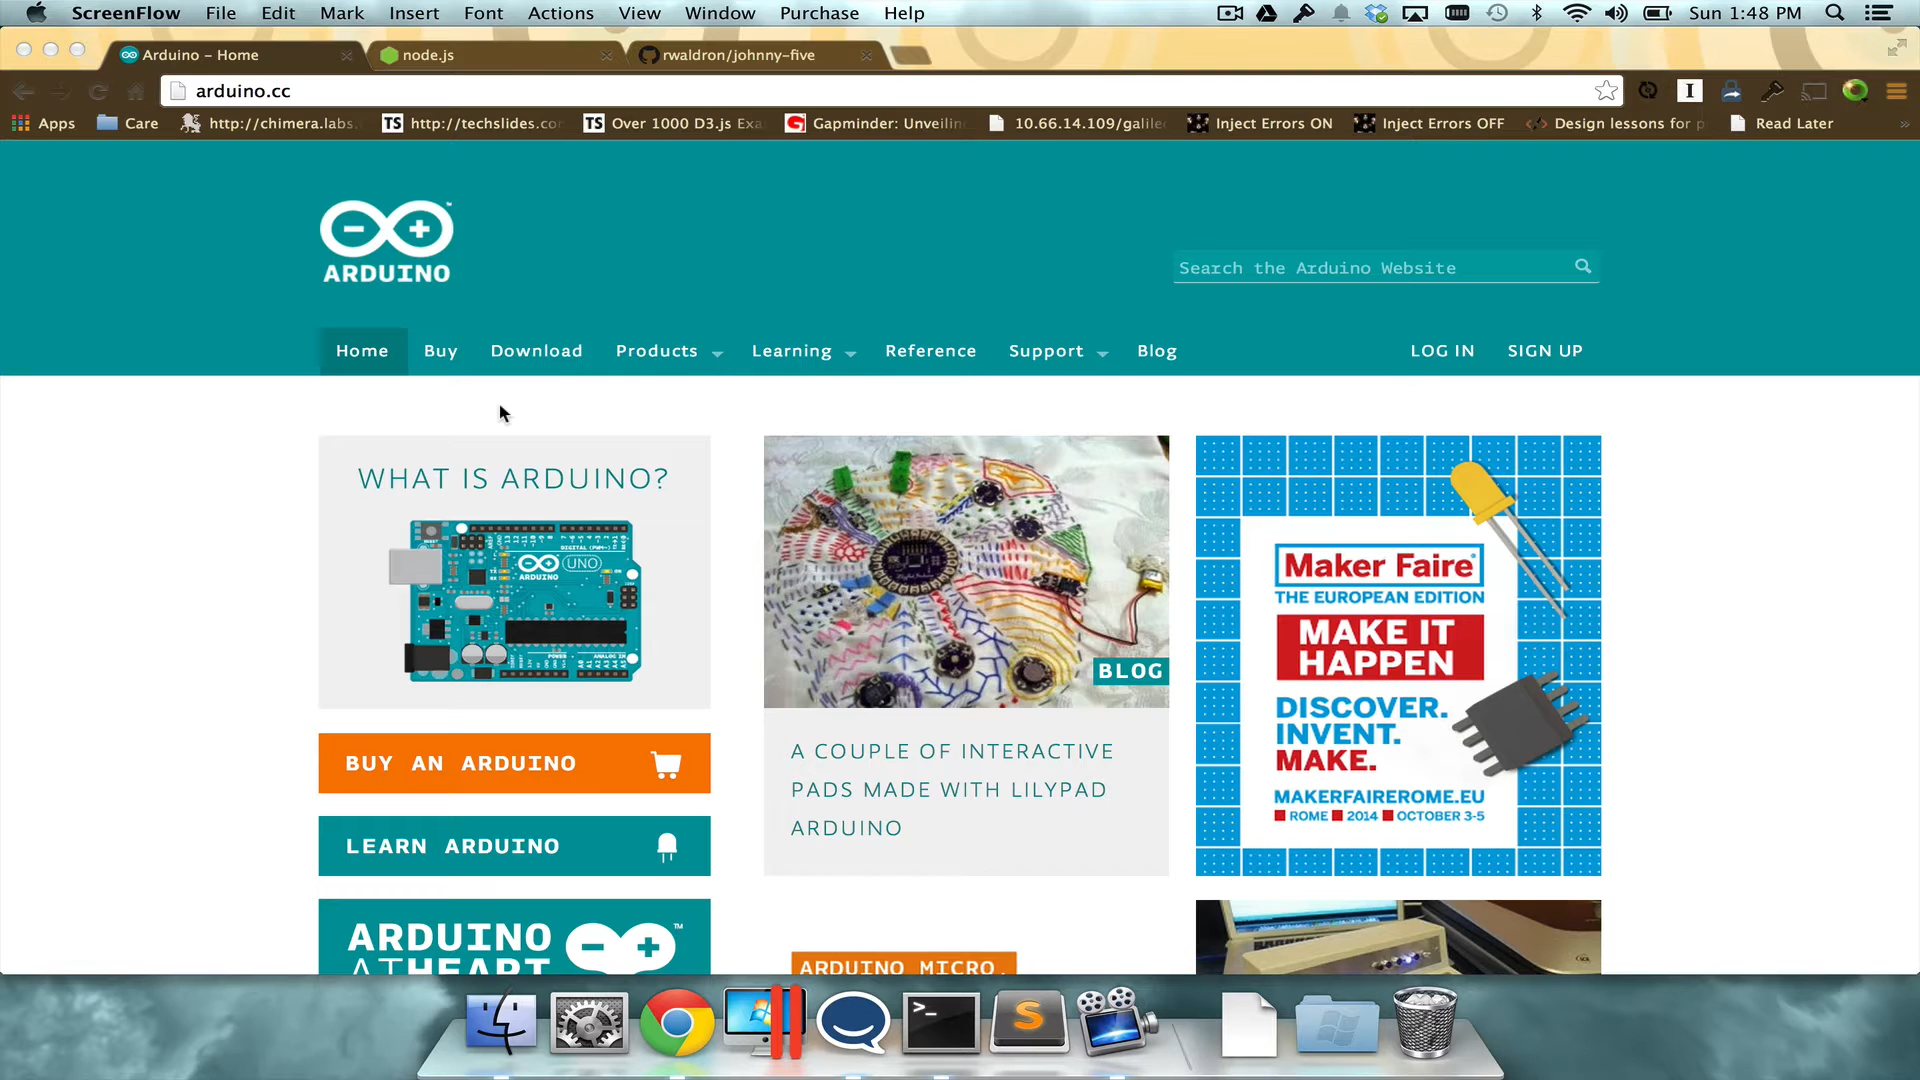 ScreenFlow File Edit Mark Insert Font Actions View Window Purchase Help Sun 1:48 PM
Arduino - Home node.js rwaldron/johnny-five
arduino.cc
Apps Care http://chimera.labs. TS http://techslides.co TS Over 1000 D3.js Exa Gapminder: Unveilin 10.66.14.109/galile Inject Errors ON Inject Errors OFF Design lessons for p Read Later
ARDUINO
Search the Arduino Website
Home Buy Download Products Learning Reference Support Blog LOG IN SIGN UP
WHAT IS ARDUINO?
ARDUINO UNO
BUY AN ARDUINO
LEARN ARDUINO
ARDUINO
ATHEART
BLOG
A COUPLE OF INTERACTIVE
PADS MADE WITH LILYPAD
ARDUINO
ARDUINO MICRO.
Maker Faire
THE EUROPEAN EDITION
MAKE IT
HAPPEN
DISCOVER.
INVENT.
MAKE.
MAKERFAIREROME.EU
ROME 2014 OCTOBER 3-5